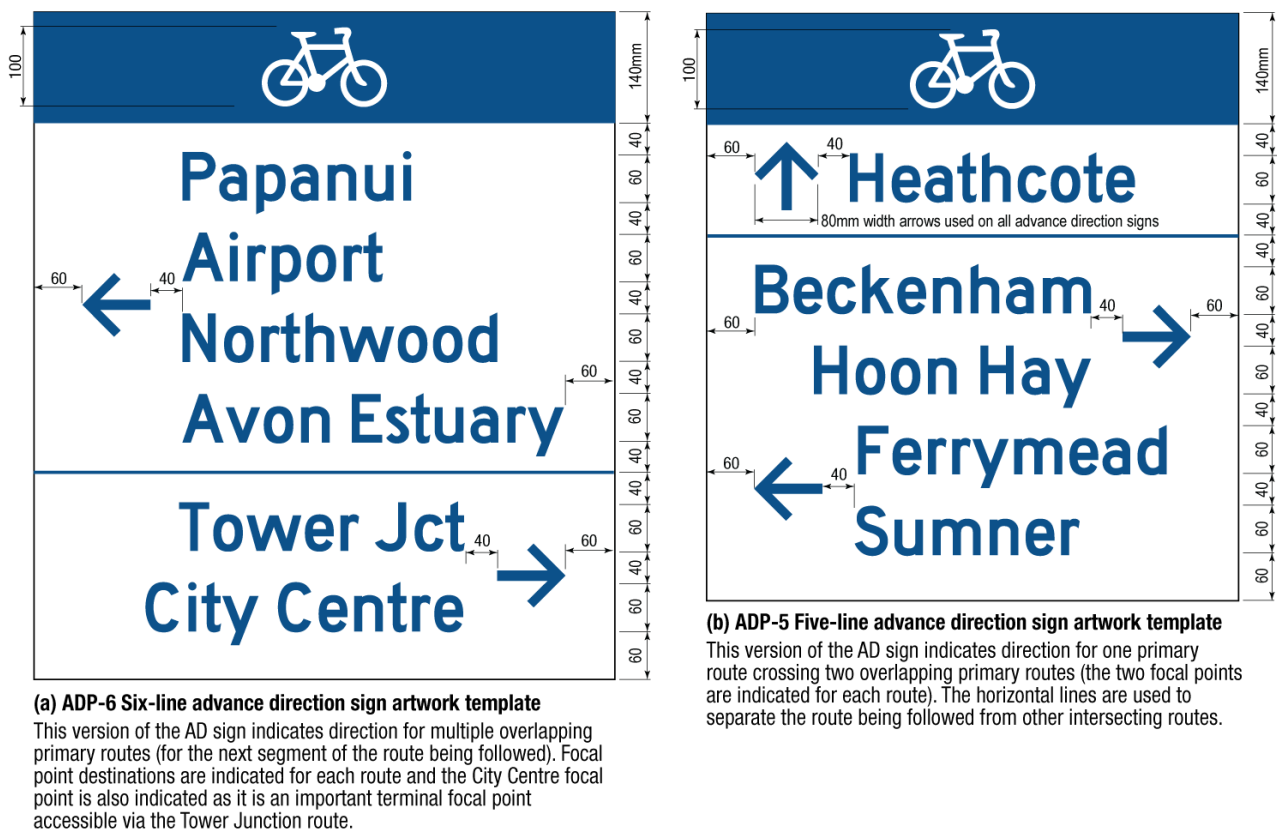 100
140mm
40
60
40
60
40
60
40
60
40
40
60
40
60
60
Papanui
Airport
60
40
Northwood
60
Avon Estuary
Tower Jct
40
60
City Centre
(a) ADP-6 Six-line advance direction sign artwork template
This version of the AD sign indicates direction for multiple overlapping
primary routes (for the next segment of the route being followed). Focal
point destinations are indicated for each route and the City Centre focal
point is also indicated as it is an important terminal focal point
accessible via the Tower Junction route.
100
140mm
40
60
40
40
60
40
60
40
60
40
60
60
60
40
Heathcote
80mm width arrows used on all advance direction signs
Beckenham
60
40
60
Hoon Hay
Ferrymead
60
40
Sumner
(b) ADP-5 Five-line advance direction sign artwork template
This version of the AD sign indicates direction for one primary
route crossing two overlapping primary routes (the two focal points
are indicated for each route). The horizontal lines are used to
separate the route being followed from other intersecting routes.